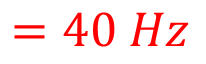 = 40 Hz